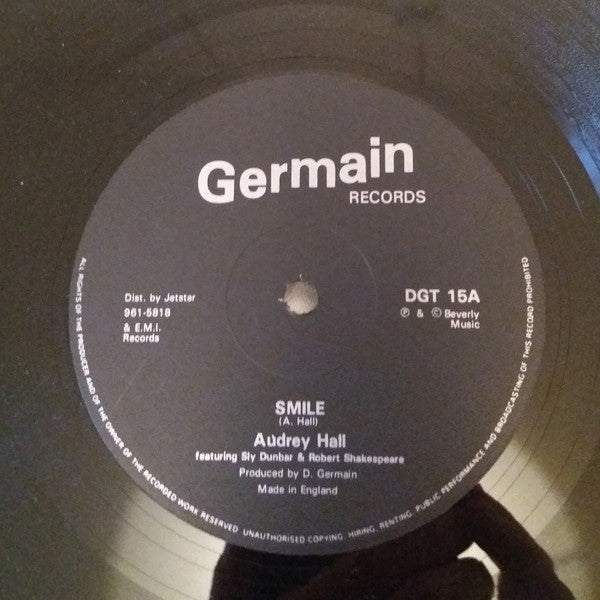 Germain
RECORDS
Dist. by Jetstar
961-5818
& E.M.I.
Records
DGT 15A
℗ & © Beverly
Music
SMILE
(A. Hall)
Audrey Hall
featuring Sly Dunbar & Robert Shakespeare
Produced by D. Germain
Made in England
ALL RIGHTS OF THE PRODUCER AND OF THE OWNER OF THE RECORDED WORK RESERVED UNAUTHORISED COPYING, HIRING, RENTING, PUBLIC PERFORMANCE AND BROADCASTING OF THIS RECORD PROHIBITED